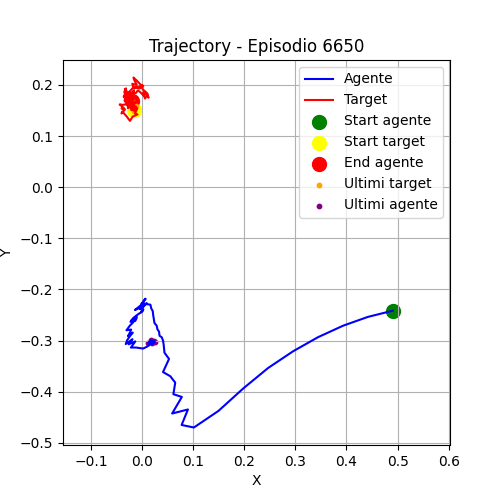 Trajectory - Episodio 6650
Agente
Target
Start agente
Start target
End agente
Ultimi target
Ultimi agente
0.2
0.1
0.0
−0.1
−0.2
−0.3
−0.4
−0.5
Y
−0.1
0.0
0.1
0.2
0.3
0.4
0.5
0.6
X